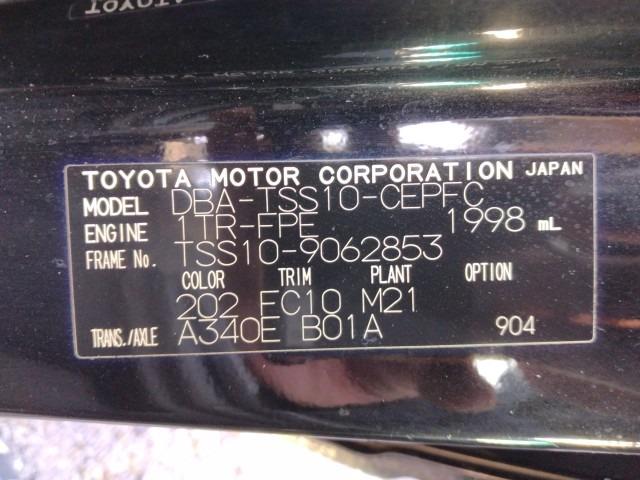 TOYOTA MOTOR CORPORATION JAPAN
MODEL DBA-TSS10-CEPFC
ENGINE 1TR-FPE 1998 mL
FRAME No. TSS10-9062853
COLOR TRIM PLANT OPTION
202 FC10 M21
TRANS./AXLE A340E B01A 904